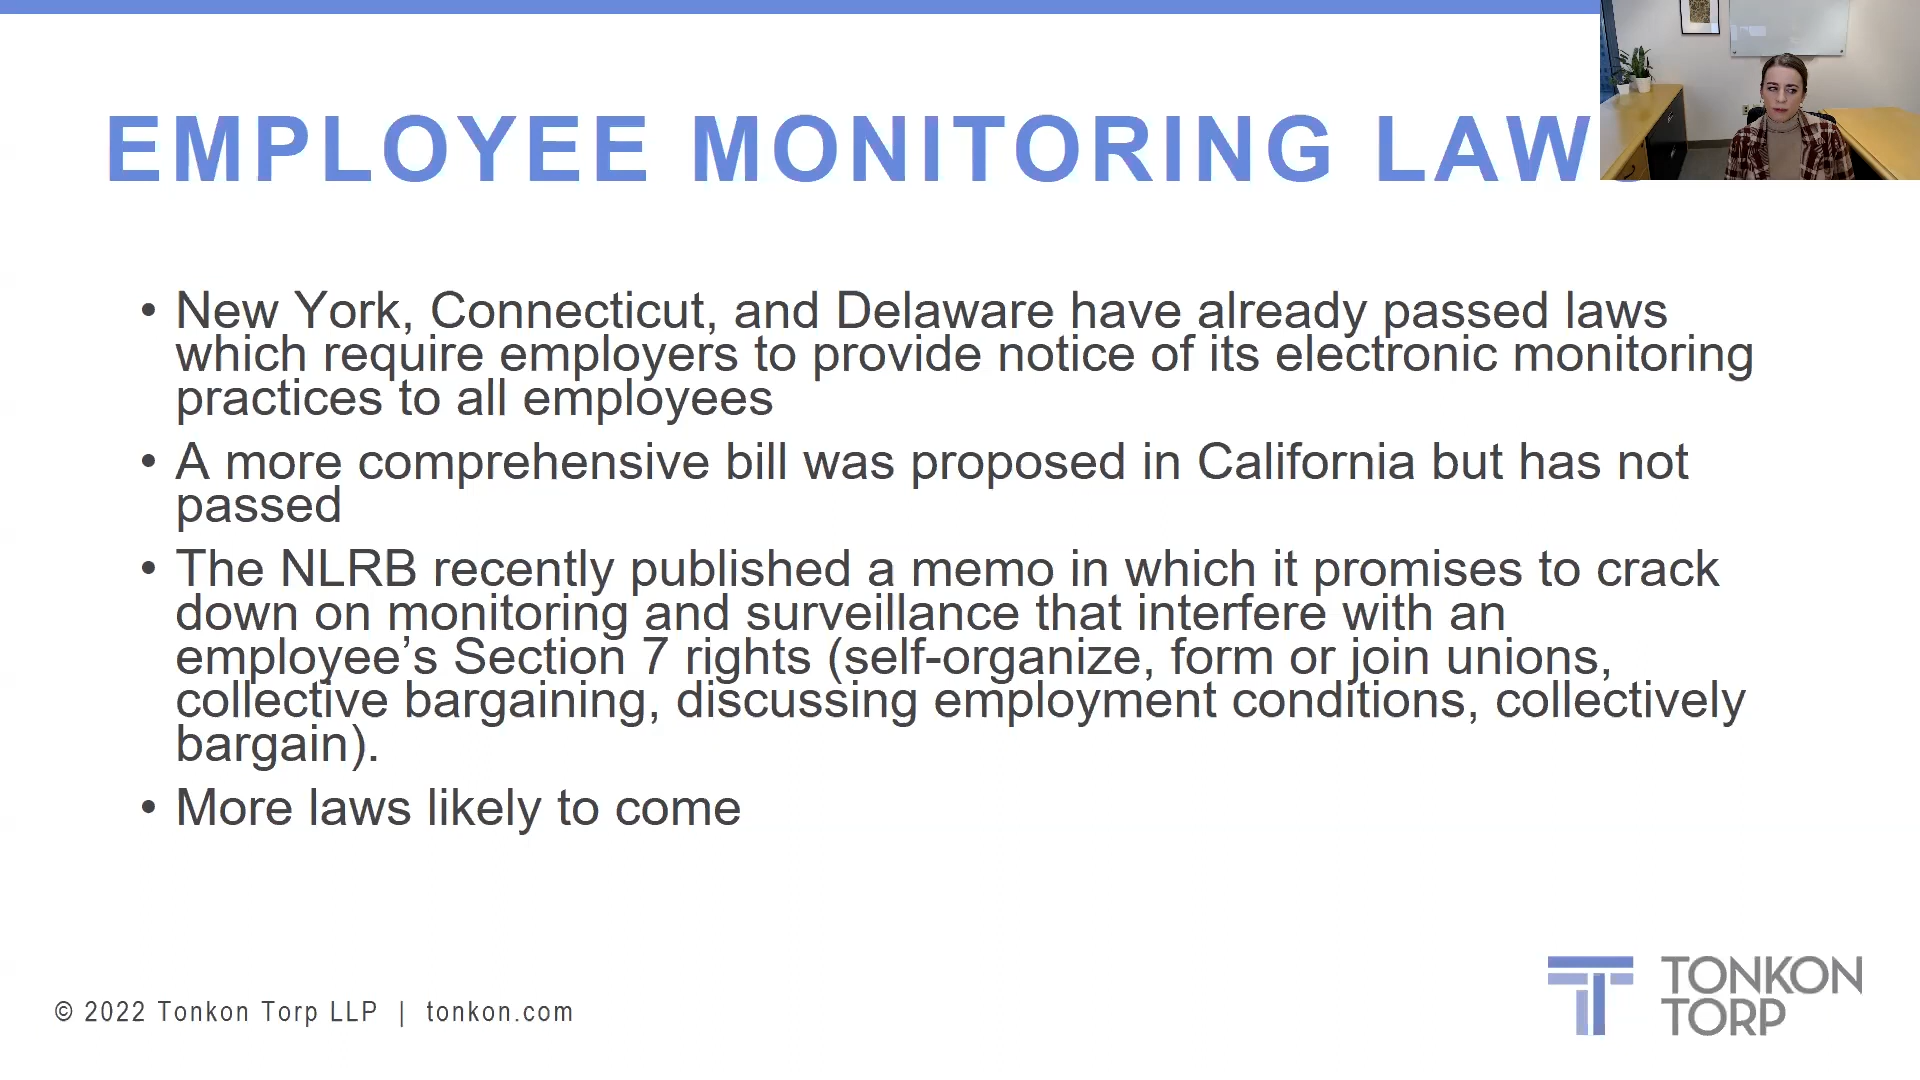 EMPLOYEE MONITORING LAW
• New York, Connecticut, and Delaware have already passed laws
which require employers to provide notice of its electronic monitoring
practices to all employees
• A more comprehensive bill was proposed in California but has not
passed
• The NLRB recently published a memo in which it promises to crack
down on monitoring and surveillance that interfere with an
employee’s Section 7 rights (self-organize, form or join unions,
collective bargaining, discussing employment conditions, collectively
bargain).
• More laws likely to come
© 2022 Tonkon Torp LLP | tonkon.com
TONKON
TORP